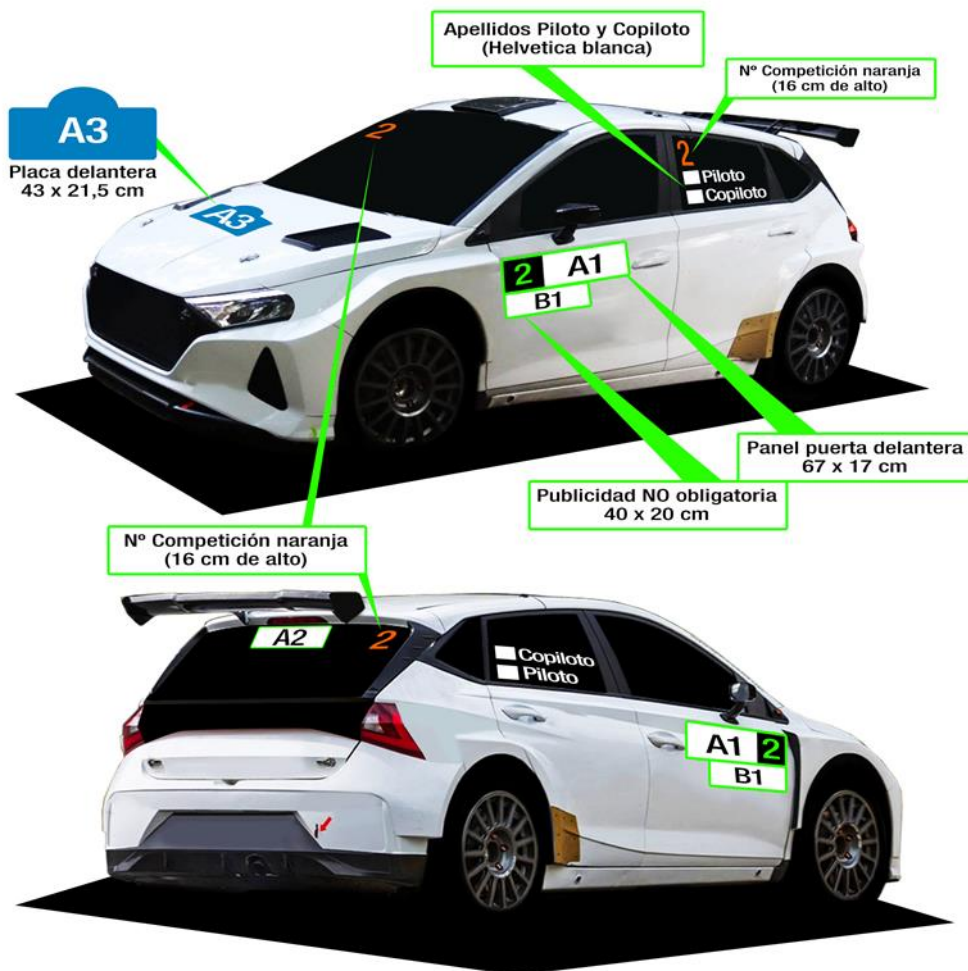 Apellidos Piloto y Copiloto
(Helvetica blanca)
Nº Competición naranja
(16 cm de alto)
A3
Placa delantera
43 x 21,5 cm
2
2
Piloto
Copiloto
A3
2 A1
B1
Panel puerta delantera
67 x 17 cm
Publicidad NO obligatoria
40 x 20 cm
Nº Competición naranja
(16 cm de alto)
A2
2
Copiloto
Piloto
A1 2
B1